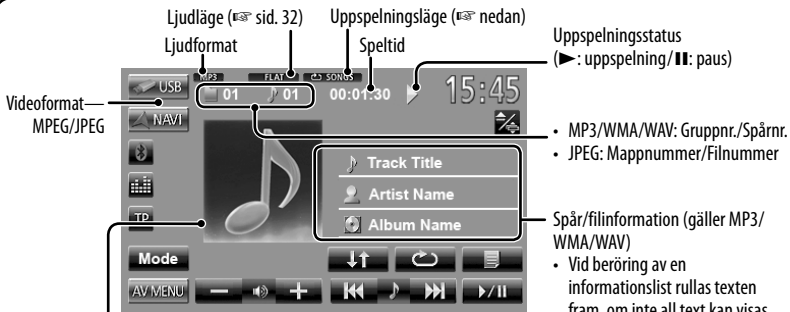 Ljudläge (☞ sid. 32)
Uppspelningsläge (☞ nedan)
Ljudformat
Speltid
Uppspelningsstatus
(►: uppspelning/❚❚: paus)
Videoformat—
MPEG/JPEG
USB
MP3
FLAT
SONGS
01
01
00:01:30
15:45
NAVI
• MP3/WMA/WAV: Gruppnr./Spårnr.
• JPEG: Mappnummer/Filnummer
Track Title
Artist Name
Album Name
TP
Spår/filinformation (gäller MP3/
WMA/WAV)
• Vid beröring av en
informationslist rullas texten
fram, om inte all text kan visas
Mode
AV MENU